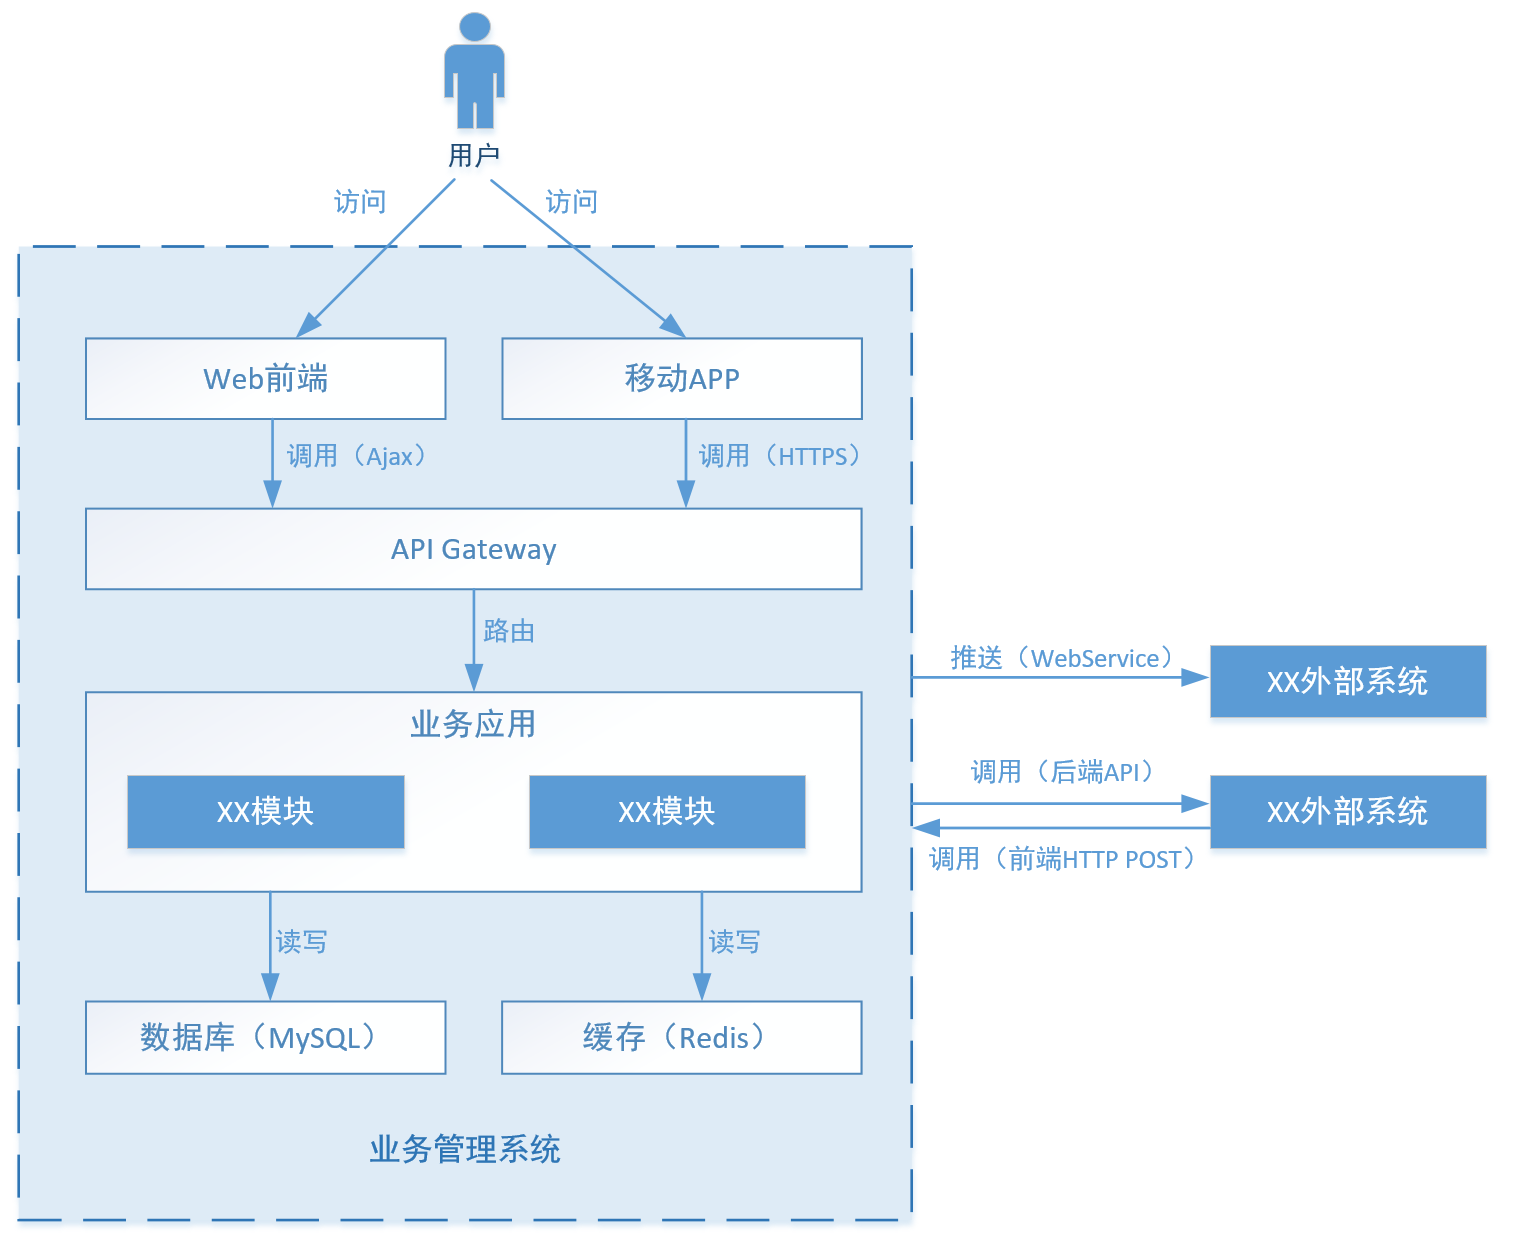 用户
访问
访问
Web前端
移动APP
调用（Ajax）
调用（HTTPS）
API Gateway
路由
业务应用
XX模块
XX模块
读写
读写
数据库（MySQL）
缓存（Redis）
业务管理系统
推送（WebService）
XX外部系统
调用（后端API）
XX外部系统
调用（前端HTTP POST）